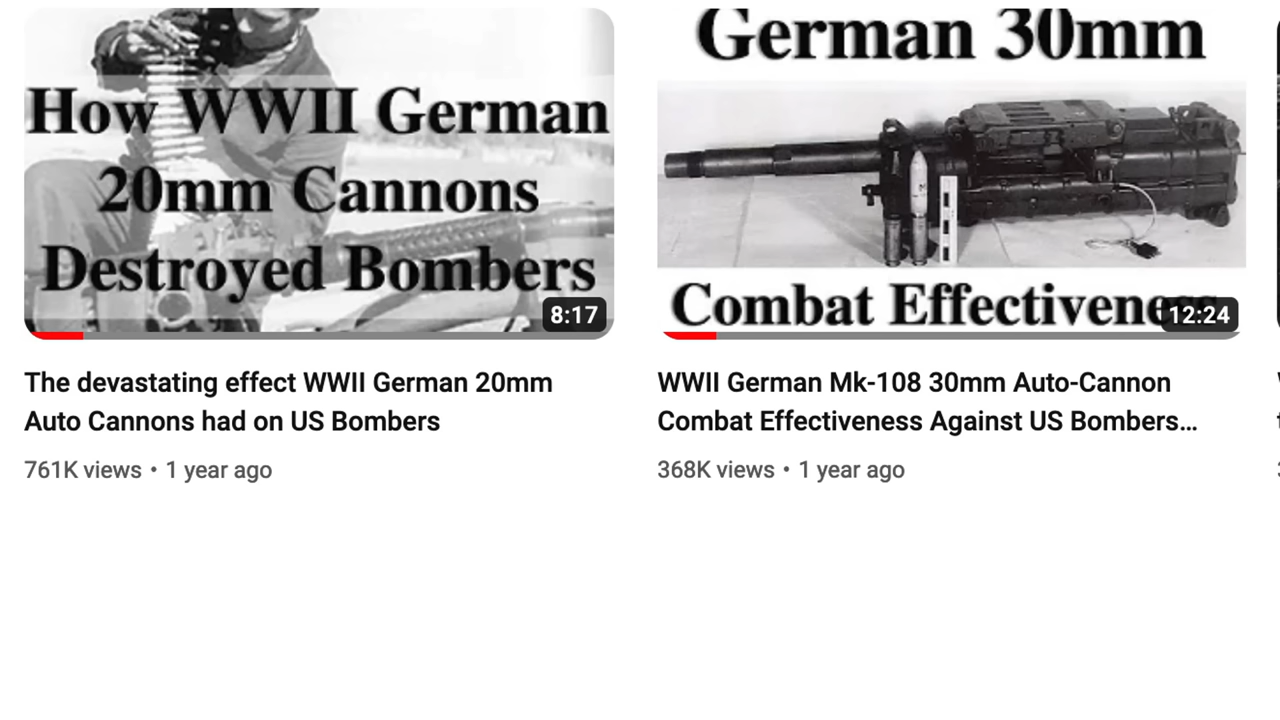 How WWII German
20mm Cannons
Destroyed Bombers
8:17
The devastating effect WWII German 20mm
Auto Cannons had on US Bombers
761K views • 1 year ago
German 30mm
Combat Effectiveness
12:24
WWII German Mk-108 30mm Auto-Cannon
Combat Effectiveness Against US Bombers...
368K views • 1 year ago